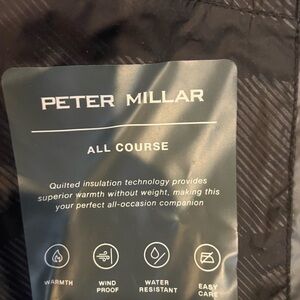 PETER MILLAR
ALL COURSE
Quilted insulation technology provides
superior warmth without weight, making this
your perfect all-occasion companion
WARMTH
WIND
PROOF
WATER
RESISTANT
EASY
CARE